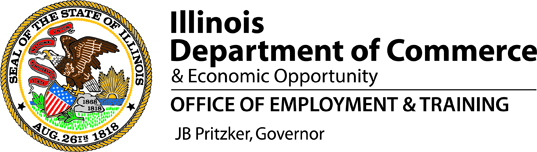 SEAL OF THE STATE OF ILLINOIS
AUG. 26TH 1818
1868
1818
Illinois
Department of Commerce
& Economic Opportunity
OFFICE OF EMPLOYMENT & TRAINING
JB Pritzker, Governor